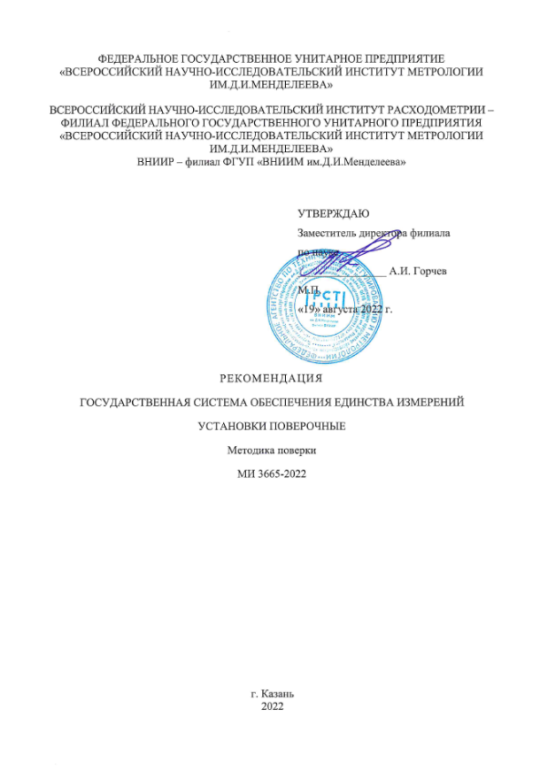 ФЕДЕРАЛЬНОЕ ГОСУДАРСТВЕННОЕ УНИТАРНОЕ ПРЕДПРИЯТИЕ
«ВСЕРОССИЙСКИЙ НАУЧНО-ИССЛЕДОВАТЕЛЬСКИЙ ИНСТИТУТ МЕТРОЛОГИИ
ИМ.Д.И.МЕНДЕЛЕЕВА»
ВСЕРОССИЙСКИЙ НАУЧНО-ИССЛЕДОВАТЕЛЬСКИЙ ИНСТИТУТ РАСХОДОМЕТРИИ –
ФИЛИАЛ ФЕДЕРАЛЬНОГО ГОСУДАРСТВЕННОГО УНИТАРНОГО ПРЕДПРИЯТИЯ
«ВСЕРОССИЙСКИЙ НАУЧНО-ИССЛЕДОВАТЕЛЬСКИЙ ИНСТИТУТ МЕТРОЛОГИИ
ИМ.Д.И.МЕНДЕЛЕЕВА»
ВНИИР – филиал ФГУП «ВНИИМ им.Д.И.Менделеева»
УТВЕРЖДАЮ
Заместитель директора филиала
по науке
А.И. Горчев
М.П.
«19» августа 2022 г.
РСТ
РЕКОМЕНДАЦИЯ
ГОСУДАРСТВЕННАЯ СИСТЕМА ОБЕСПЕЧЕНИЯ ЕДИНСТВА ИЗМЕРЕНИЙ
УСТАНОВКИ ПОВЕРОЧНЫЕ
Методика поверки
МИ 3665-2022
г. Казань
2022